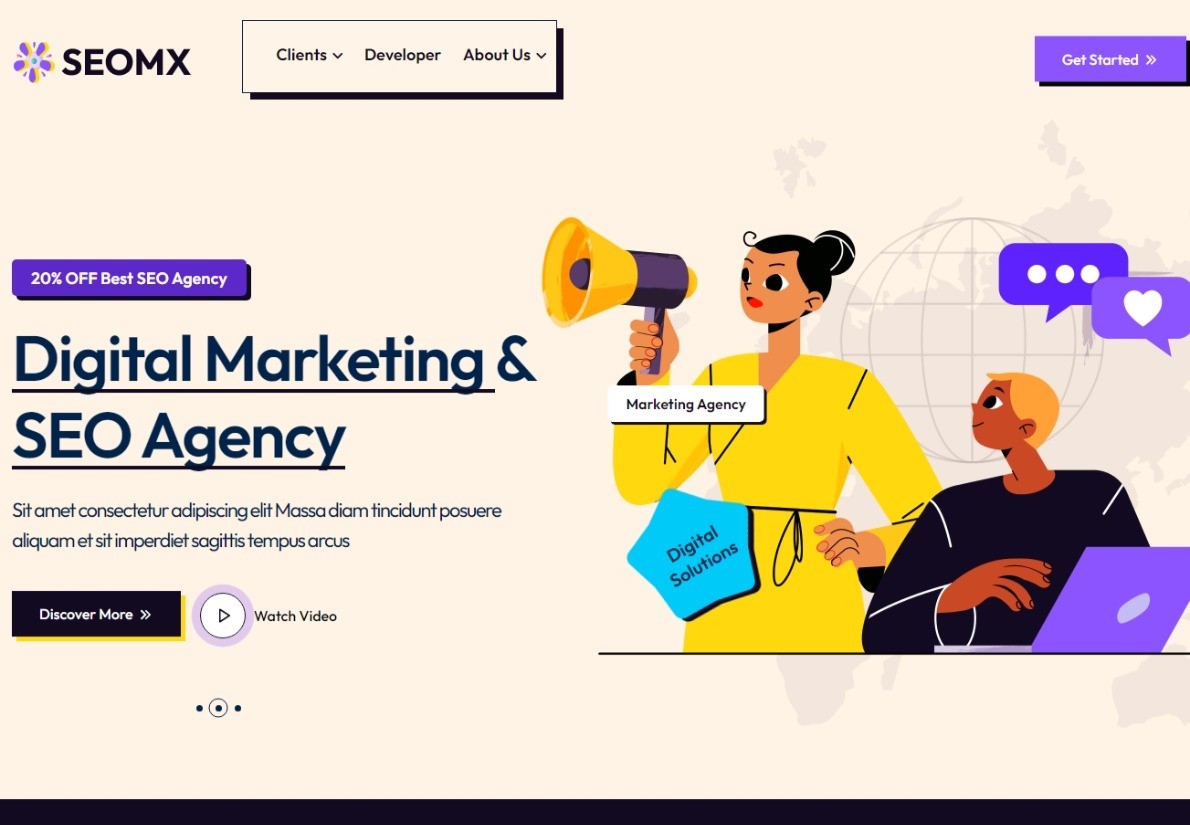 SEOMX
Clients
Developer
About Us
Get Started
20% OFF Best SEO Agency
Digital Marketing &
SEO Agency
Sit amet consectetur adipiscing elit Massa diam tincidunt posuere
aliquam et sit imperdiet sagittis tempus arcus
Discover More
Watch Video
Marketing Agency
Digital
Solutions